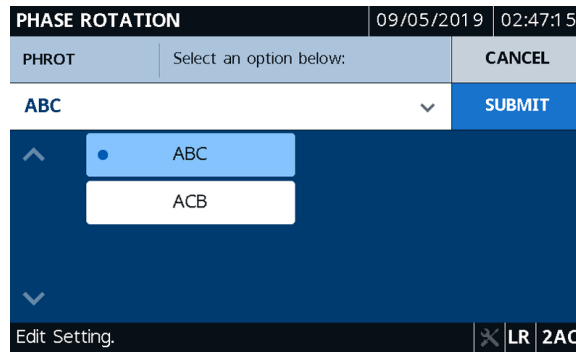 PHASE ROTATION 09/05/2019 02:47:15
PHROT Select an option below: CANCEL
ABC SUBMIT
ABC
ACB
Edit Setting. LR 2AC